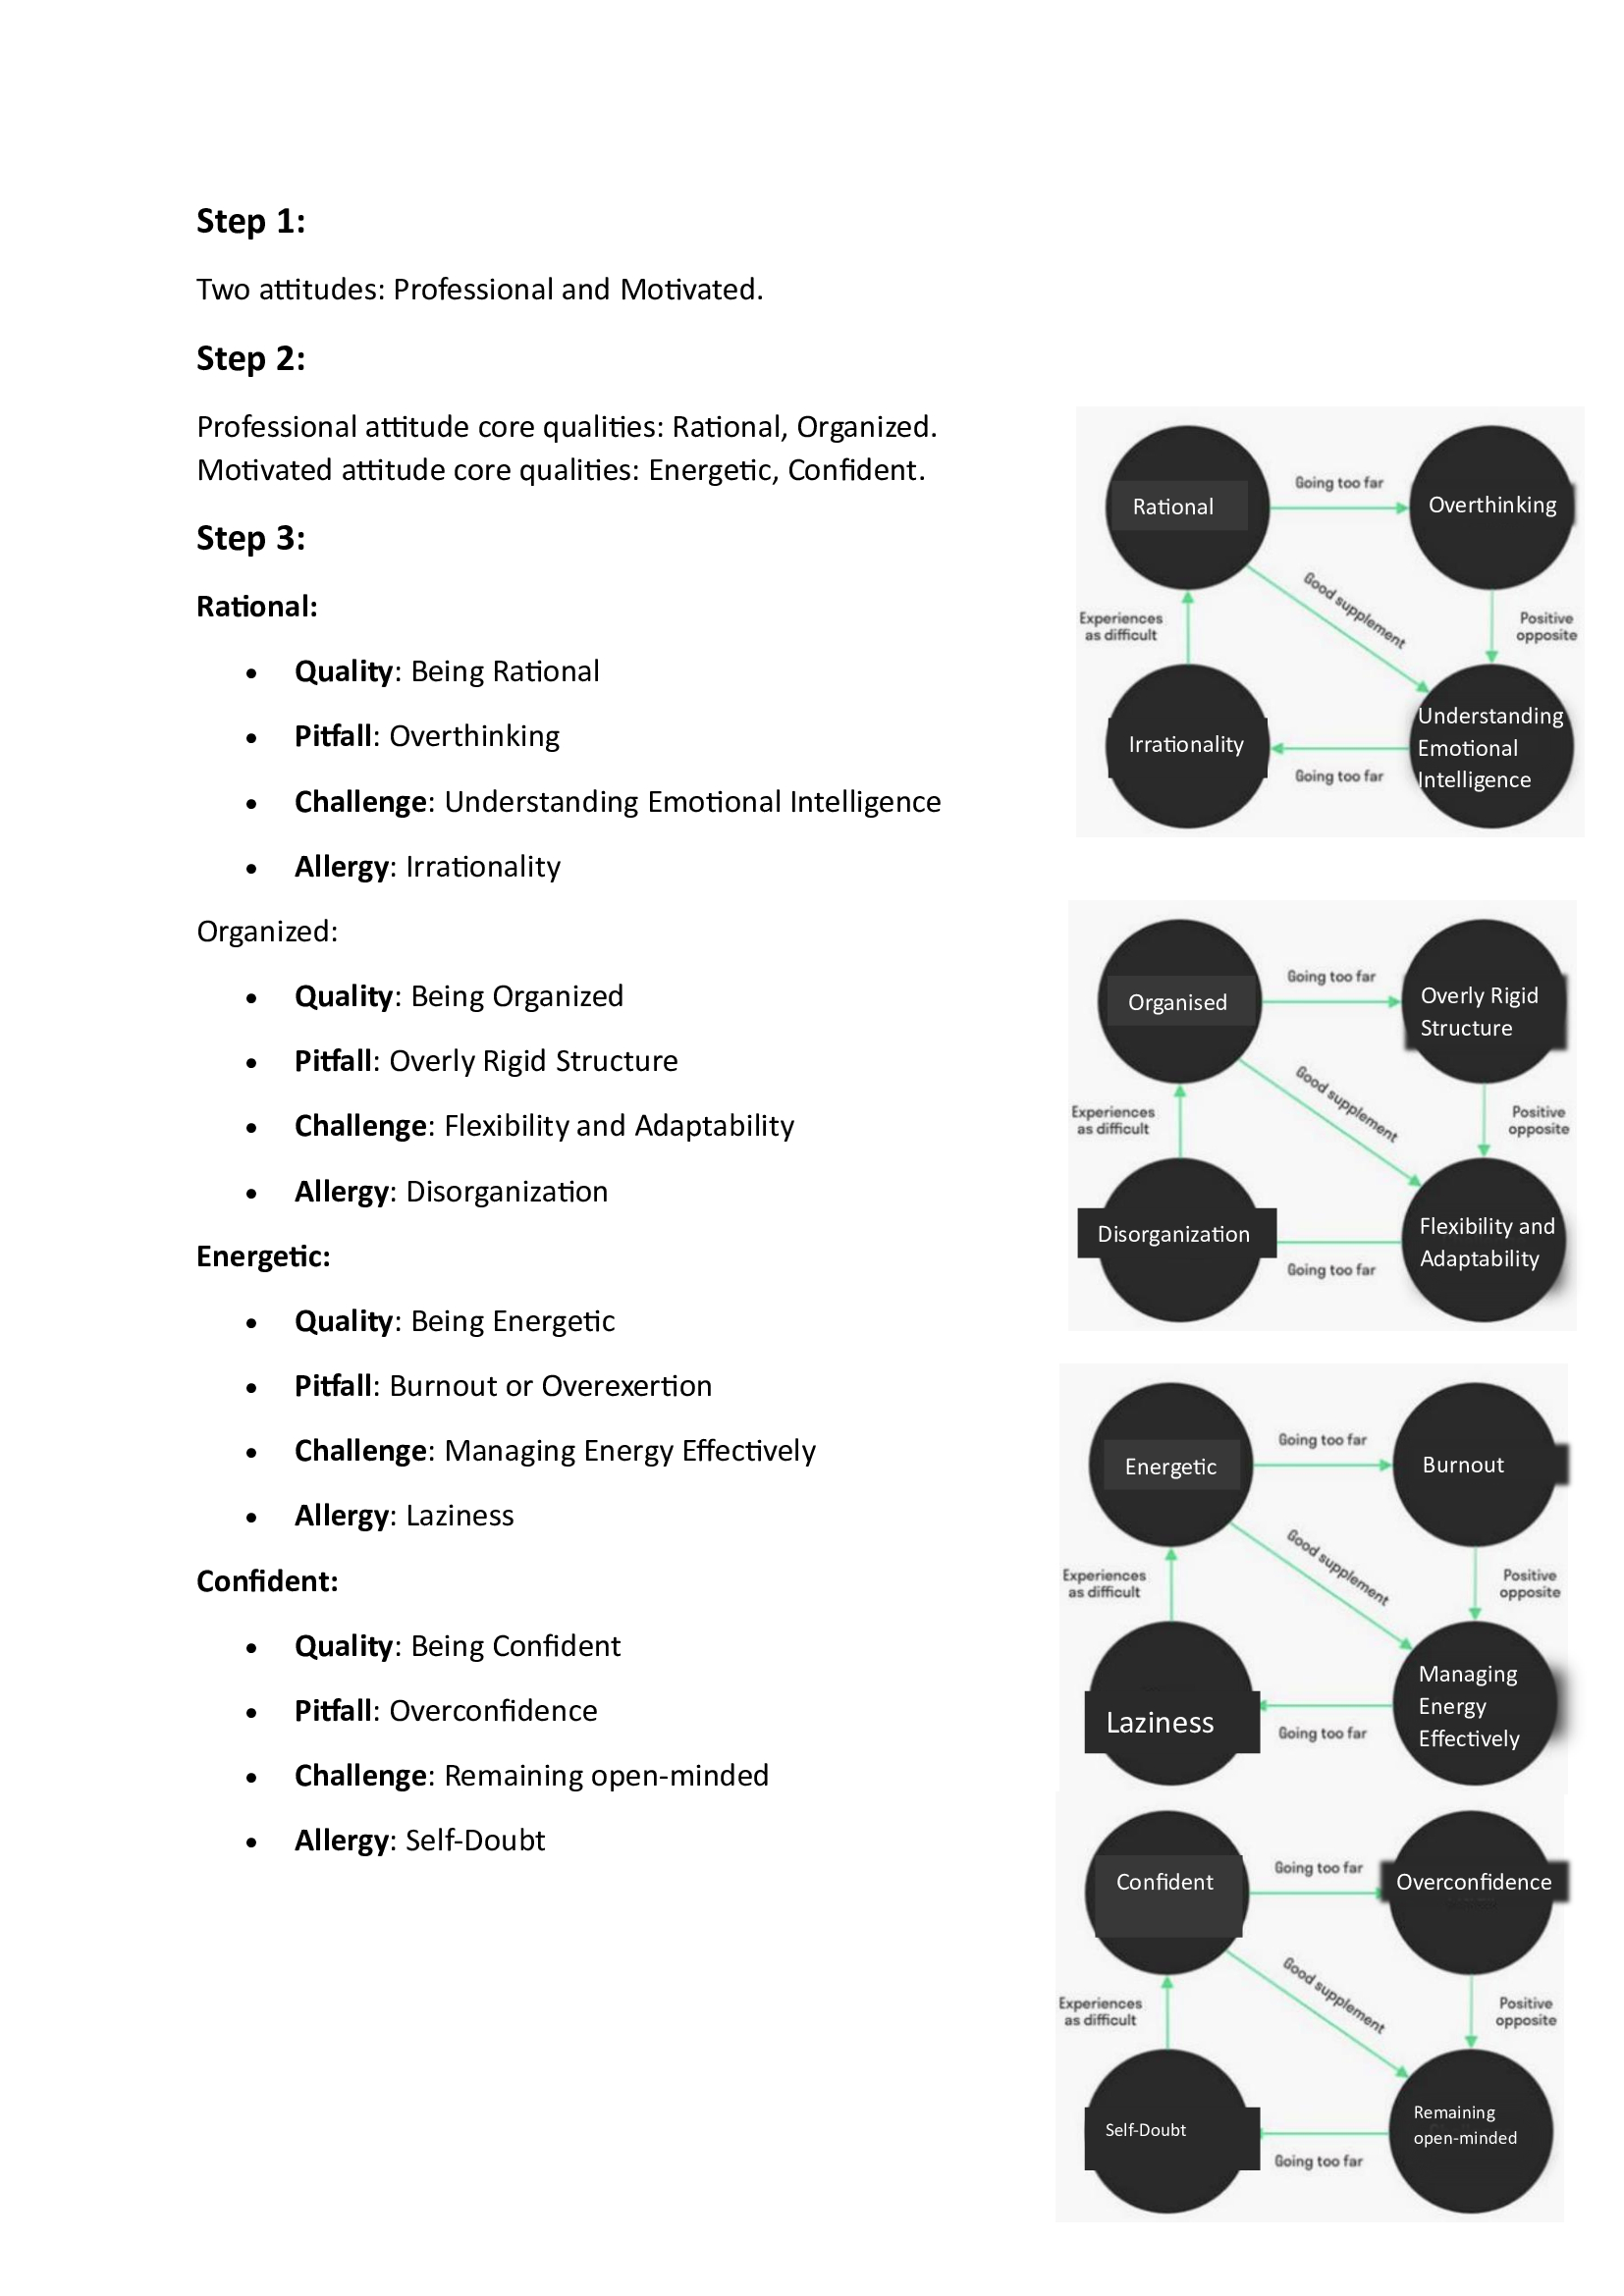 Step 1:
Two attitudes: Professional and Motivated.
Step 2:
Professional attitude core qualities: Rational, Organized.
Motivated attitude core qualities: Energetic, Confident.
Step 3:
Rational:
• Quality: Being Rational
• Pitfall: Overthinking
• Challenge: Understanding Emotional Intelligence
• Allergy: Irrationality
Organized:
• Quality: Being Organized
• Pitfall: Overly Rigid Structure
• Challenge: Flexibility and Adaptability
• Allergy: Disorganization
Energetic:
• Quality: Being Energetic
• Pitfall: Burnout or Overexertion
• Challenge: Managing Energy Effectively
• Allergy: Laziness
Confident:
• Quality: Being Confident
• Pitfall: Overconfidence
• Challenge: Remaining open-minded
• Allergy: Self-Doubt
Rational
Going too far
Overthinking
Good supplement
Experiences
as difficult
Positive
opposite
Irrationality
Going too far
Understanding
Emotional
Intelligence
Organised
Going too far
Overly Rigid
Structure
Good supplement
Experiences
as difficult
Positive
opposite
Disorganization
Going too far
Flexibility and
Adaptability
Energetic
Going too far
Burnout
Good supplement
Experiences
as difficult
Positive
opposite
Laziness
Going too far
Managing
Energy
Effectively
Confident
Going too far
Overconfidence
Good supplement
Experiences
as difficult
Positive
opposite
Self-Doubt
Going too far
Remaining
open-minded